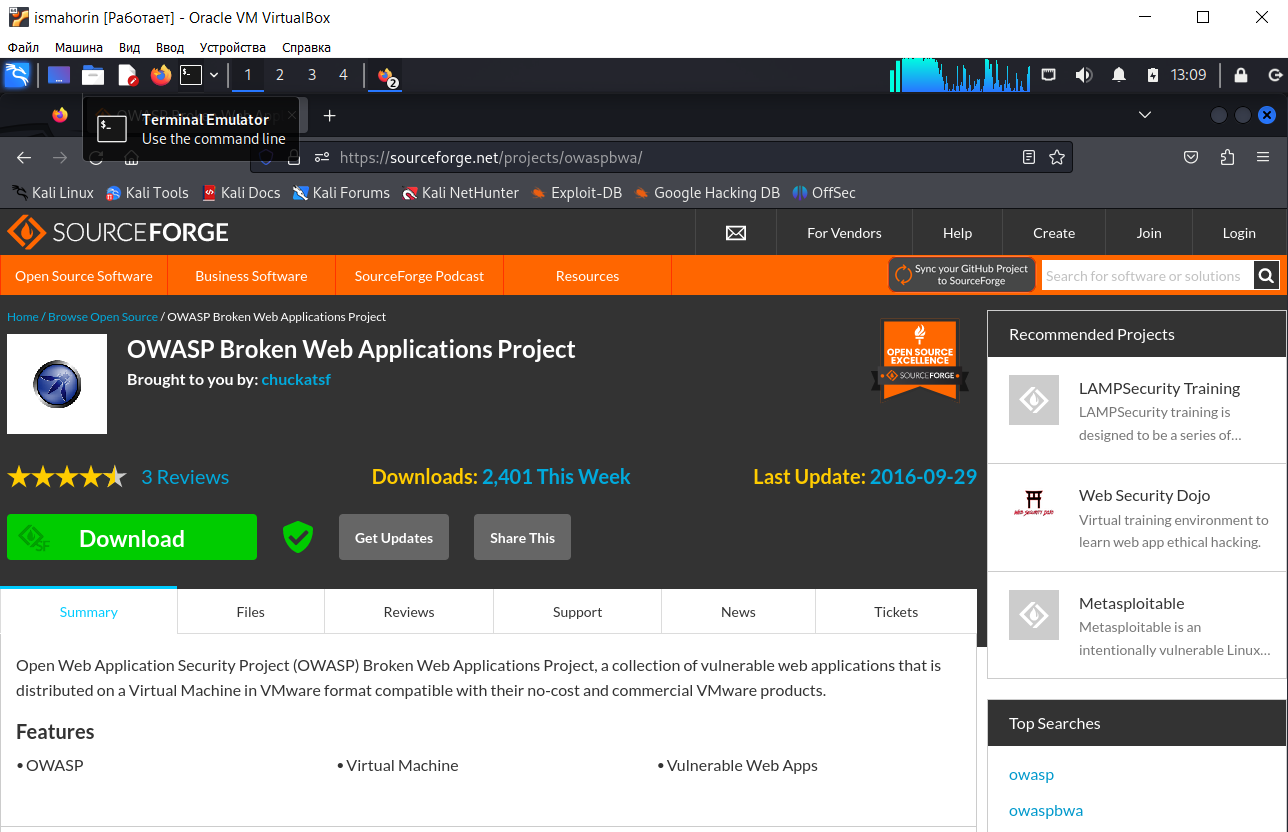 ismahorin [Работает] - Oracle VM VirtualBox
Файл Машина Вид Ввод Устройства Справка
1 2 3 4 2 13:09
Terminal Emulator
Use the command line
https://sourceforge.net/projects/owaspbwa/
Kali Linux Kali Tools Kali Docs Kali Forums Kali NetHunter Exploit-DB Google Hacking DB OffSec
SOURCEFORGE For Vendors Help Create Join Login
Open Source Software Business Software SourceForge Podcast Resources Sync your GitHub Project to SourceForge Search for software or solutions
Home / Browse Open Source / OWASP Broken Web Applications Project
OWASP Broken Web Applications Project
Brought to you by: chuckatsf
OPEN SOURCE
EXCELLENCE
SOURCEFORGE
3 Reviews Downloads: 2,401 This Week Last Update: 2016-09-29
SF Download Get Updates Share This
Summary Files Reviews Support News Tickets
Open Web Application Security Project (OWASP) Broken Web Applications Project, a collection of vulnerable web applications that is
distributed on a Virtual Machine in VMware format compatible with their no-cost and commercial VMware products.
Features
• OWASP • Virtual Machine • Vulnerable Web Apps
Recommended Projects
LAMPSecurity Training
LAMPSecurity training is
designed to be a series of…
WEB SECURITY DOJO
Web Security Dojo
Virtual training environment to
learn web app ethical hacking.
Metasploitable
Metasploitable is an
intentionally vulnerable Linux…
Top Searches
owasp
owaspbwa